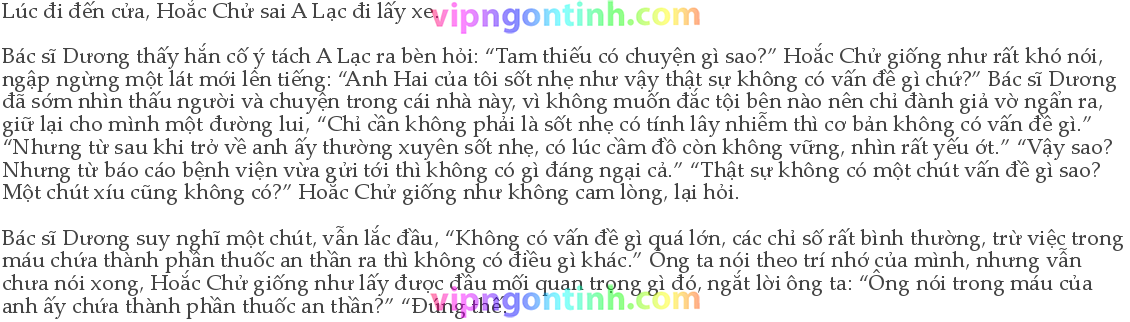 Lúc đi đến cửa, Hoắc Chử sai A Lạc đi lấy xe.
vipngontinh.com
Bác sĩ Dương thấy hắn cố ý tách A Lạc ra bèn hỏi: “Tam thiếu có chuyện gì sao?” Hoắc Chử giống như rất khó nói,
ngập ngừng một lát mới lên tiếng: “Anh Hai của tôi sốt nhẹ như vậy thật sự không có vấn đề gì chứ?” Bác sĩ Dương
đã sớm nhìn thấu người và chuyện trong cái nhà này, vì không muốn đắc tội bên nào nên chỉ đành giả vờ ngẩn ra,
giữ lại cho mình một đường lui, “Chỉ cần không phải là sốt nhẹ có tính lây nhiễm thì cơ bản không có vấn đề gì.”
“Nhưng từ sau khi trở về anh ấy thường xuyên sốt nhẹ, có lúc cầm đồ còn không vững, nhìn rất yếu ớt.” “Vậy sao?
Nhưng từ báo cáo bệnh viện vừa gửi tới thì không có gì đáng ngại cả.” “Thật sự không có một chút vấn đề gì sao?
Một chút xíu cũng không có?” Hoắc Chử giống như không cam lòng, lại hỏi.
Bác sĩ Dương suy nghĩ một chút, vẫn lắc đầu, “Không có vấn đề gì quá lớn, các chỉ số rất bình thường, trừ việc trong
máu chứa thành phần thuốc an thần ra thì không có điều gì khác.” Ông ta nói theo trí nhớ của mình, nhưng vẫn
chưa nói xong, Hoắc Chử giống như lấy được đầu mối quan trọng gì đó, ngắt lời ông ta: “Ông nói trong máu của
anh ấy chứa thành phần thuốc an thần?” “Đúng thế.
vipngontinh.com